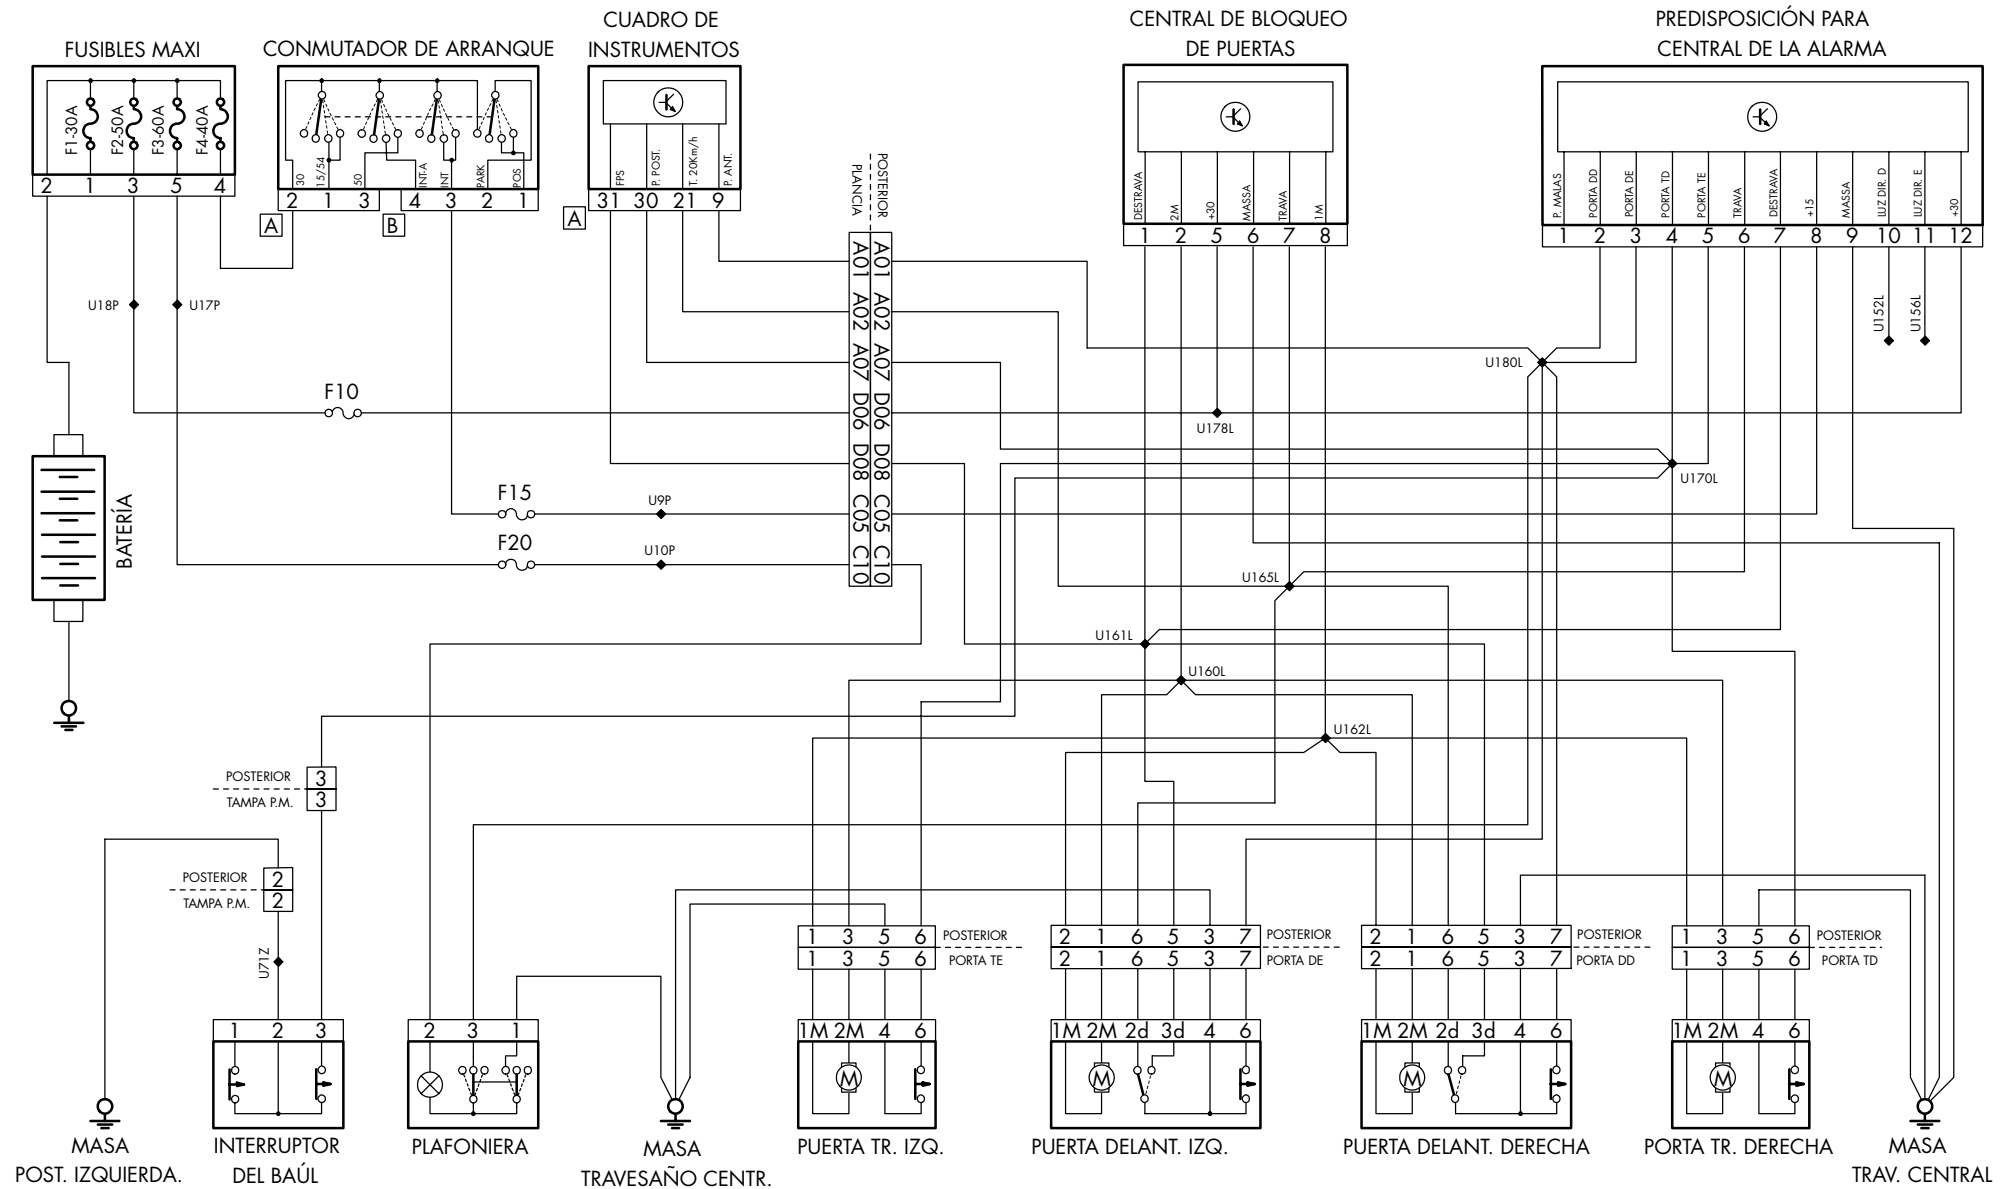 CUADRO DE
INSTRUMENTOS
CENTRAL DE BLOQUEO
DE PUERTAS
PREDISPOSICIÓN PARA
CENTRAL DE LA ALARMA
FUSIBLES MAXI
CONMUTADOR DE ARRANQUE
F1-30A
F2-50A
F3-60A
F4-40A
2 1 3 5 4
30
15/54
50
INT-A
INT
PARK
POS
2 1 3 4 3 2 1
A
B
FPS
P. POST.
T. 20Km/h
P. ANT.
31 30 21 9
A
PLANCIA
POSTERIOR
A01 A01
A02 A02
A07 A07
D06 D06
D08 D08
C05 C05
C10 C10
DESTRAVA
2M
+30
MASSA
TRAVA
1M
1 2 5 6 7 8
P. MALAS
PORTA DD
PORTA DE
PORTA TD
PORTA TE
TRAVA
DESTRAVA
+15
MASSA
LUZ DIR. D
LUZ DIR. E
+30
1 2 3 4 5 6 7 8 9 10 11 12
U18P
U17P
U152L
U156L
U180L
F10
U178L
U170L
F15
U9P
F20
U10P
BATERÍA
U165L
U161L
U160L
U162L
POSTERIOR
TAMPA P.M.
3
3
POSTERIOR
TAMPA P.M.
2
2
U71Z
1 3 5 6
1 3 5 6
POSTERIOR
PORTA TE
2 1 6 5 3 7
2 1 6 5 3 7
POSTERIOR
PORTA DE
2 1 6 5 3 7
2 1 6 5 3 7
POSTERIOR
PORTA DD
1 3 5 6
1 3 5 6
POSTERIOR
PORTA TD
1 2 3
2 3 1
1M 2M 4 6
1M 2M 2d 3d 4 6
1M 2M 2d 3d 4 6
1M 2M 4 6
M
M
M
M
MASA
POST. IZQUIERDA.
INTERRUPTOR
DEL BAÚL
PLAFONIERA
MASA
TRAVESAÑO CENTR.
PUERTA TR. IZQ.
PUERTA DELANT. IZQ.
PUERTA DELANT. DERECHA
PORTA TR. DERECHA
MASA
TRAV. CENTRAL